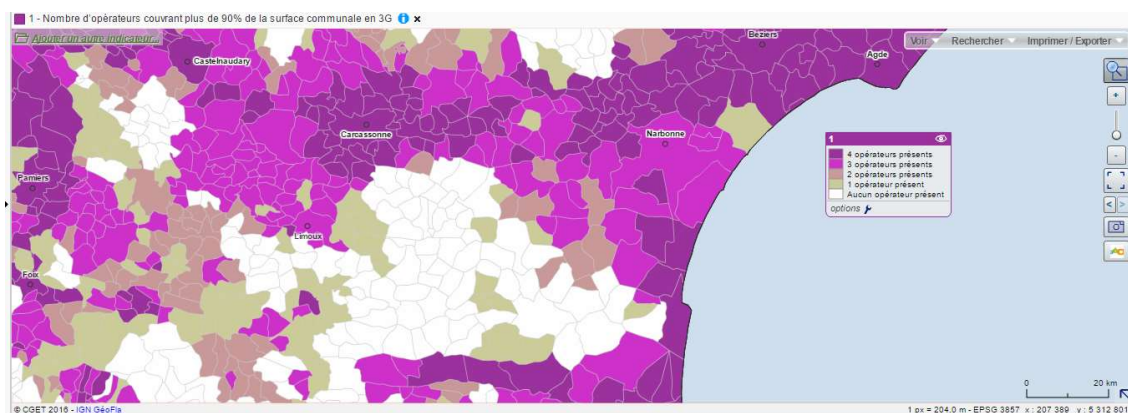 1 - Nombre d'opérateurs couvrant plus de 90% de la surface communale en 3G i x
Ajouter un autre indicateur...
Voir Rechercher Imprimer / Exporter
Béziers
Agde
Castelnaudary
Carcassonne
Narbonne
Pamiers
Limoux
Foix
1
4 opérateurs présents
3 opérateurs présents
2 opérateurs présents
1 opérateur présent
Aucun opérateur présent
options
+
-
< >
0 20 km
© CGET 2016 - IGN GéoFla
1 px = 204.0 m - EPSG 3857 x : 207 389 y : 5 312 801